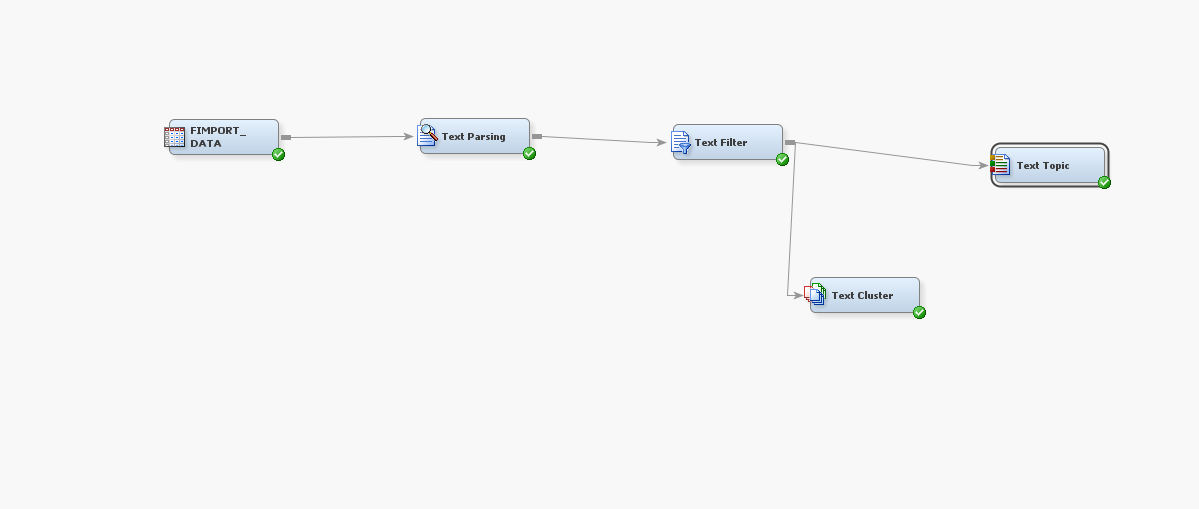 FIMPORT_
DATA
Text Parsing
Text Filter
Text Topic
Text Cluster